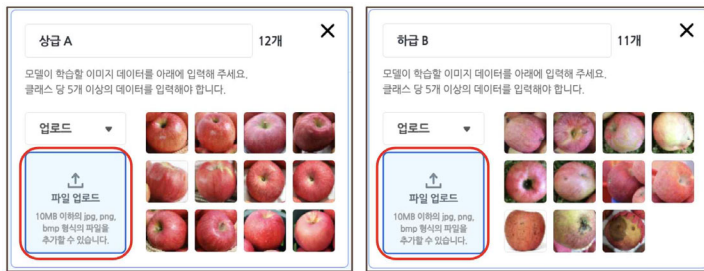 상급 A
12개
모델이 학습할 이미지 데이터를 아래에 입력해 주세요.
클래스 당 5개 이상의 데이터를 입력해야 합니다.
업로드
파일 업로드
10MB 이하의 jpg, png,
bmp 형식의 파일을
추가할 수 있습니다.
하급 B
11개
모델이 학습할 이미지 데이터를 아래에 입력해 주세요.
클래스 당 5개 이상의 데이터를 입력해야 합니다.
업로드
파일 업로드
10MB 이하의 jpg, png,
bmp 형식의 파일을
추가할 수 있습니다.